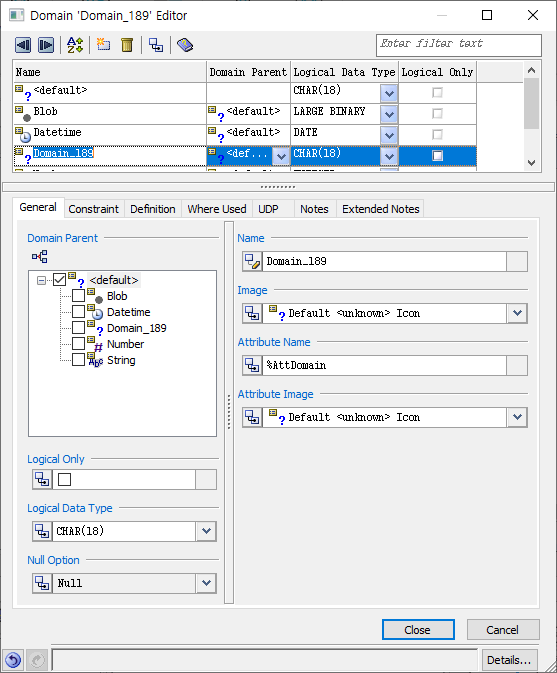 Domain 'Domain_189' Editor
Enter filter text
Name Domain Parent Logical Data Type Logical Only
<default> CHAR(18)
Blob <default> LARGE BINARY
Datetime <default> DATE
Domain_189 <def... CHAR(18)
General Constraint Definition Where Used UDP Notes Extended Notes
Domain Parent
<default>
Blob
Datetime
Domain_189
Number
String
Logical Only
Logical Data Type
CHAR(18)
Null Option
Null
Name
Domain_189
Image
Default <unknown> Icon
Attribute Name
%AttDomain
Attribute Image
Default <unknown> Icon
Close Cancel
Details...